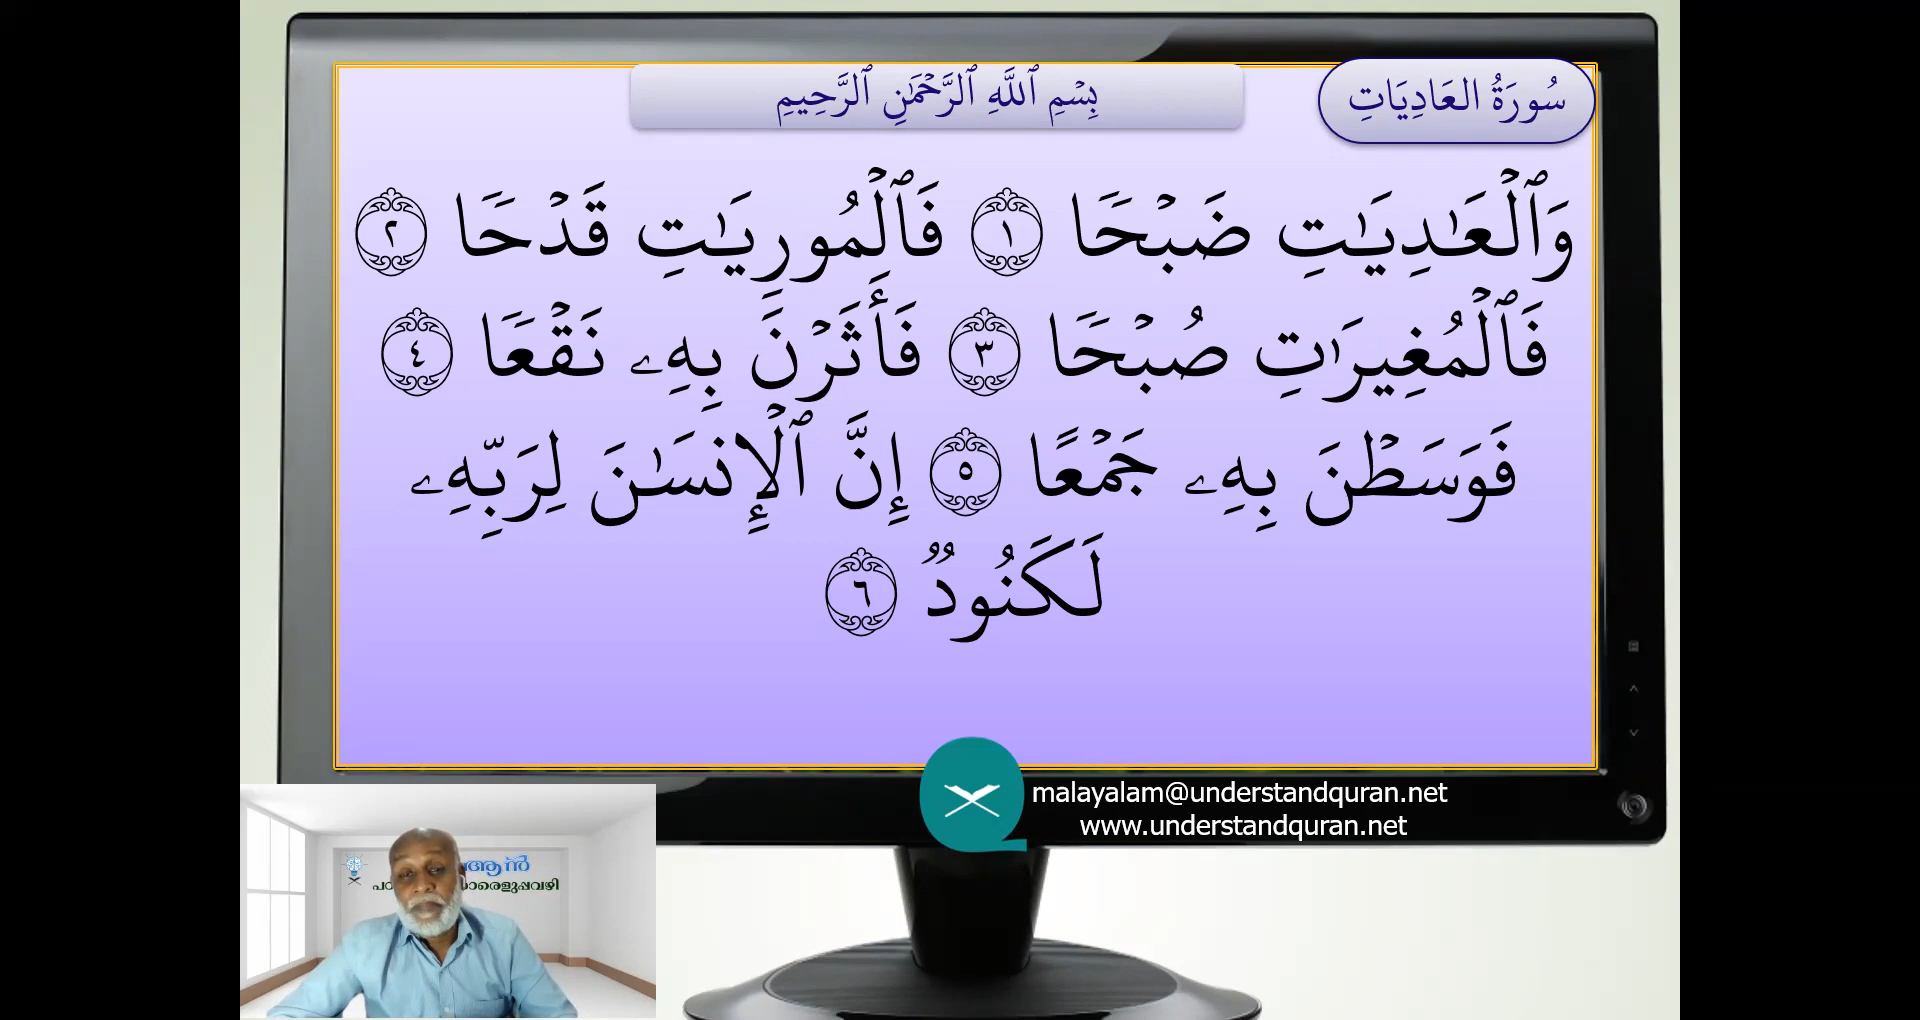 سُورَةُ العَادِيَاتِ
بِسۡمِ ٱللَّهِ ٱلرَّحۡمَٰنِ ٱلرَّحِيمِ
وَٱلۡعَٰدِيَٰتِ ضَبۡحٗا ١ فَٱلۡمُورِيَٰتِ قَدۡحٗا ٢
فَٱلۡمُغِيرَٰتِ صُبۡحٗا ٣ فَأَثَرۡنَ بِهِۦ نَقۡعٗا ٤
فَوَسَطۡنَ بِهِۦ جَمۡعًا ٥ إِنَّ ٱلۡإِنسَٰنَ لِرَبِّهِۦ
لَكَنُودٞ ٦
malayalam@understandquran.net
www.understandquran.net